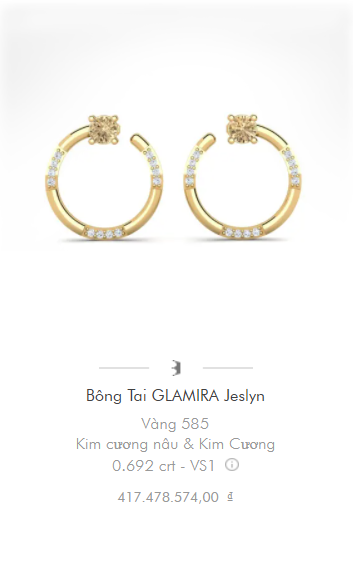 Bông Tai GLAMIRA Jeslyn
Vàng 585
Kim cương nâu & Kim Cương
0.692 crt - VS1
417.478.574,00 ₫